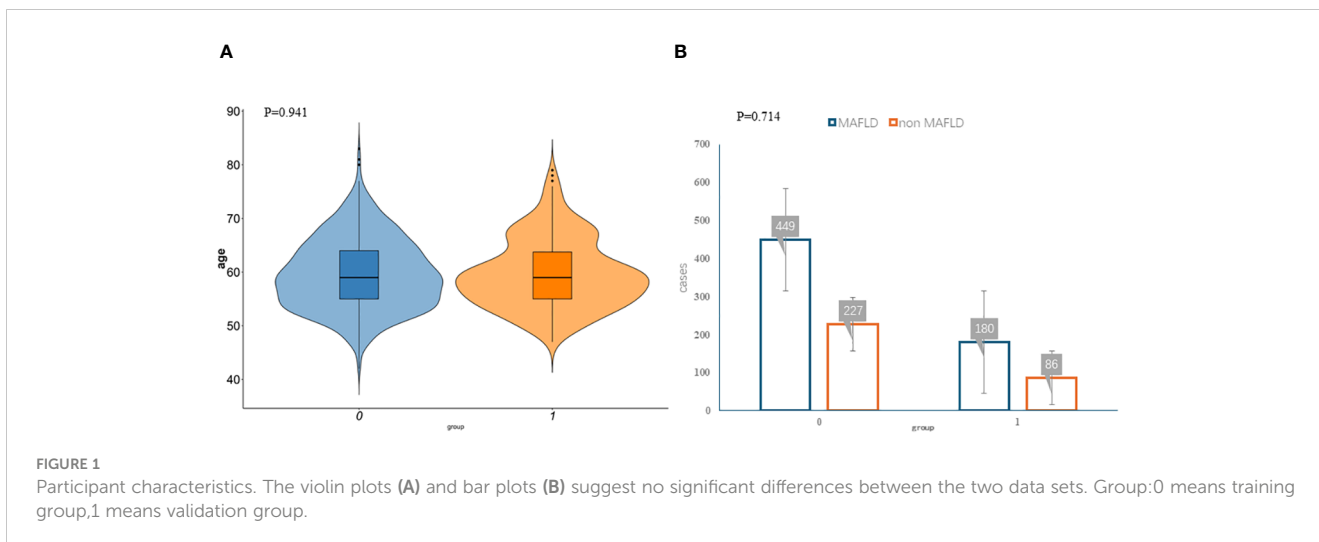 A
P=0.941
90
80
70
60
50
40
age
0
1
group
B
P=0.714
MAFLD
non MAFLD
700
600
500
400
300
200
100
0
cases
449
227
180
86
0
1
group
FIGURE 1
Participant characteristics. The violin plots (A) and bar plots (B) suggest no significant differences between the two data sets. Group:0 means training
group,1 means validation group.